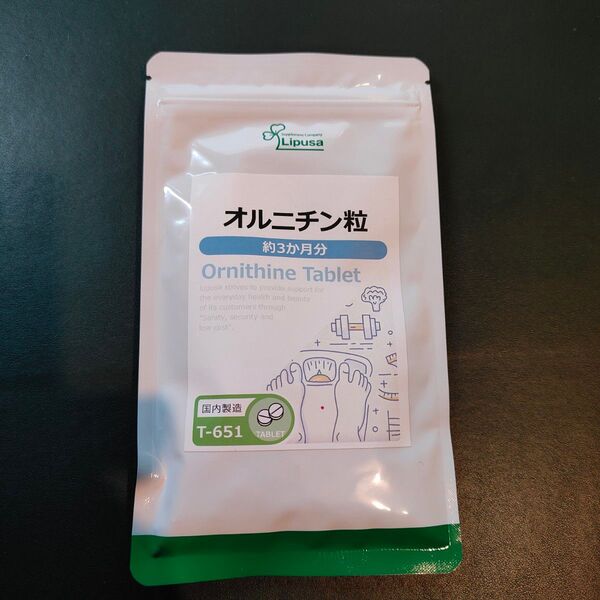 Supplement Company
Lipusa
オルニチン粒
約3か月分
Ornithine Tablet
Lipusa strives to provide support for
the everyday health and beauty
of its customers through
"Safety, security and
low cost".
国内製造
T-651
TABLET